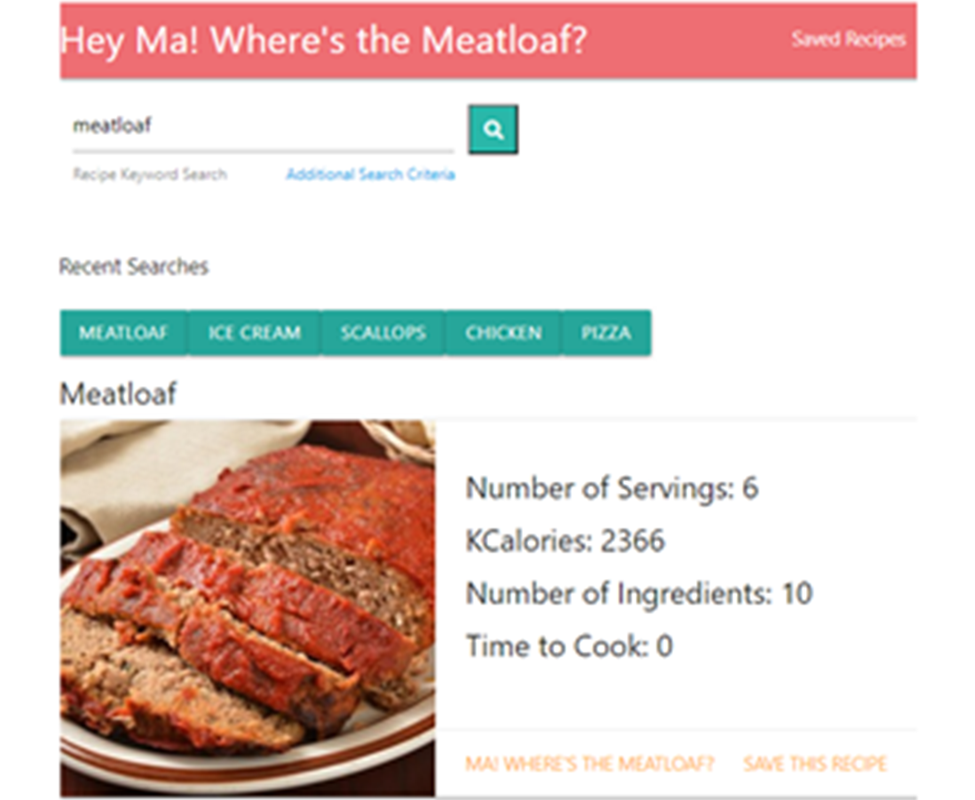 Hey Ma! Where's the Meatloaf? Saved Recipes
meatloaf
Recipe Keyword Search Additional Search Criteria
Recent Searches
MEATLOAF ICE CREAM SCALLOPS CHICKEN PIZZA
Meatloaf
Number of Servings: 6
KCalories: 2366
Number of Ingredients: 10
Time to Cook: 0
MA! WHERE'S THE MEATLOAF? SAVE THIS RECIPE